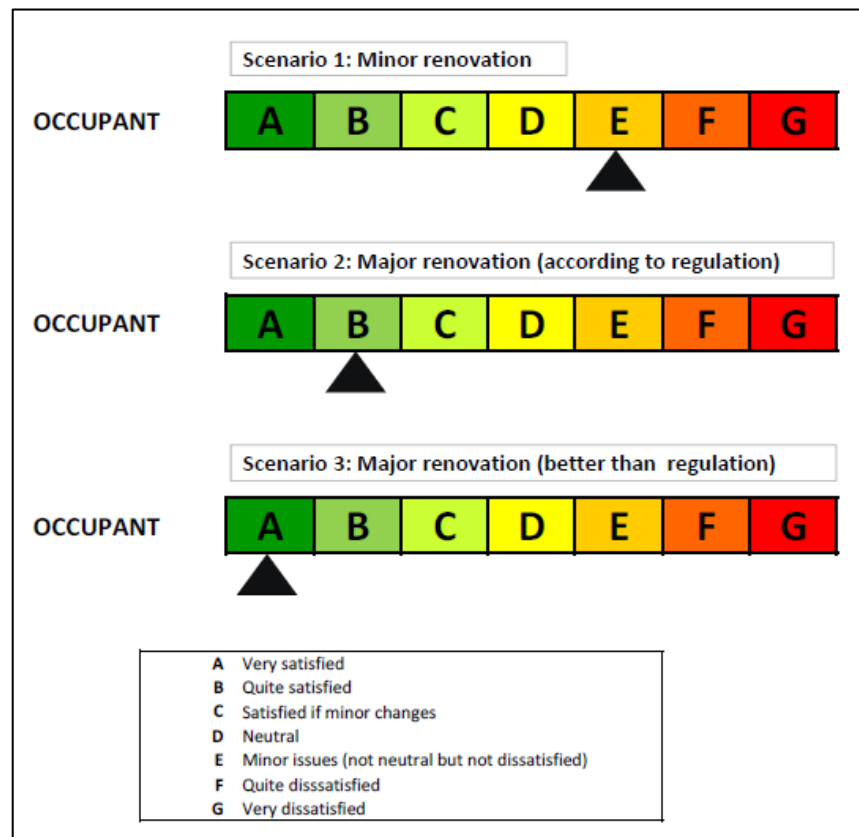 Scenario 1: Minor renovation
OCCUPANT A B C D E F G
Scenario 2: Major renovation (according to regulation)
OCCUPANT A B C D E F G
Scenario 3: Major renovation (better than regulation)
OCCUPANT A B C D E F G
A Very satisfied
B Quite satisfied
C Satisfied if minor changes
D Neutral
E Minor issues (not neutral but not dissatisfied)
F Quite disssatisfied
G Very dissatisfied